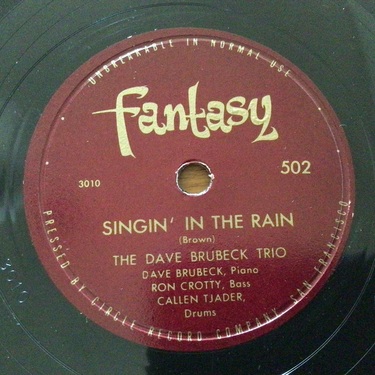 UNBREAKABLE IN NORMAL USE
Fantasy
3010
502
SINGIN' IN THE RAIN
(Brown)
THE DAVE BRUBECK TRIO
DAVE BRUBECK, Piano
RON CROTTY, Bass
CALLEN TJADER,
Drums
PRESSED BY CIRCLE RECORD COMPANY SAN FRANCISCO